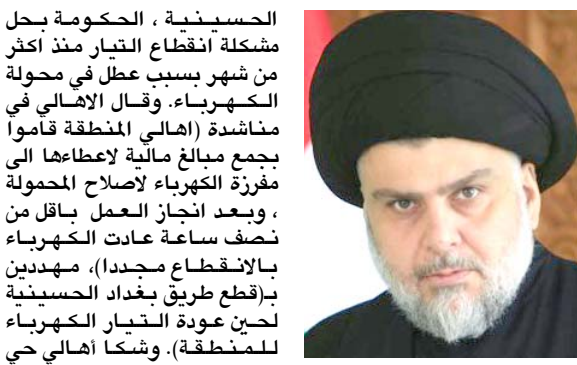 الحسينية ، الحكومة بحل
مشكلة انقطاع التيار منذ اكثر
من شهر بسبب عطل في محولة
الكهرباء. وقال الاهالي في
مناشدة (اهالي المنطقة قاموا
بجمع مبالغ مالية لاعطاءها الى
مفرزة الكهرباء لاصلاح المحمولة
، وبعد انجاز العمل باقل من
نصف ساعة عادت الكهرباء
بالانقطاع مجددا)، مهددين
بـ(قطع طريق بغداد الحسينية
لحين عودة التيار الكهرباء
للمنطقة). وشكا أهالي حي